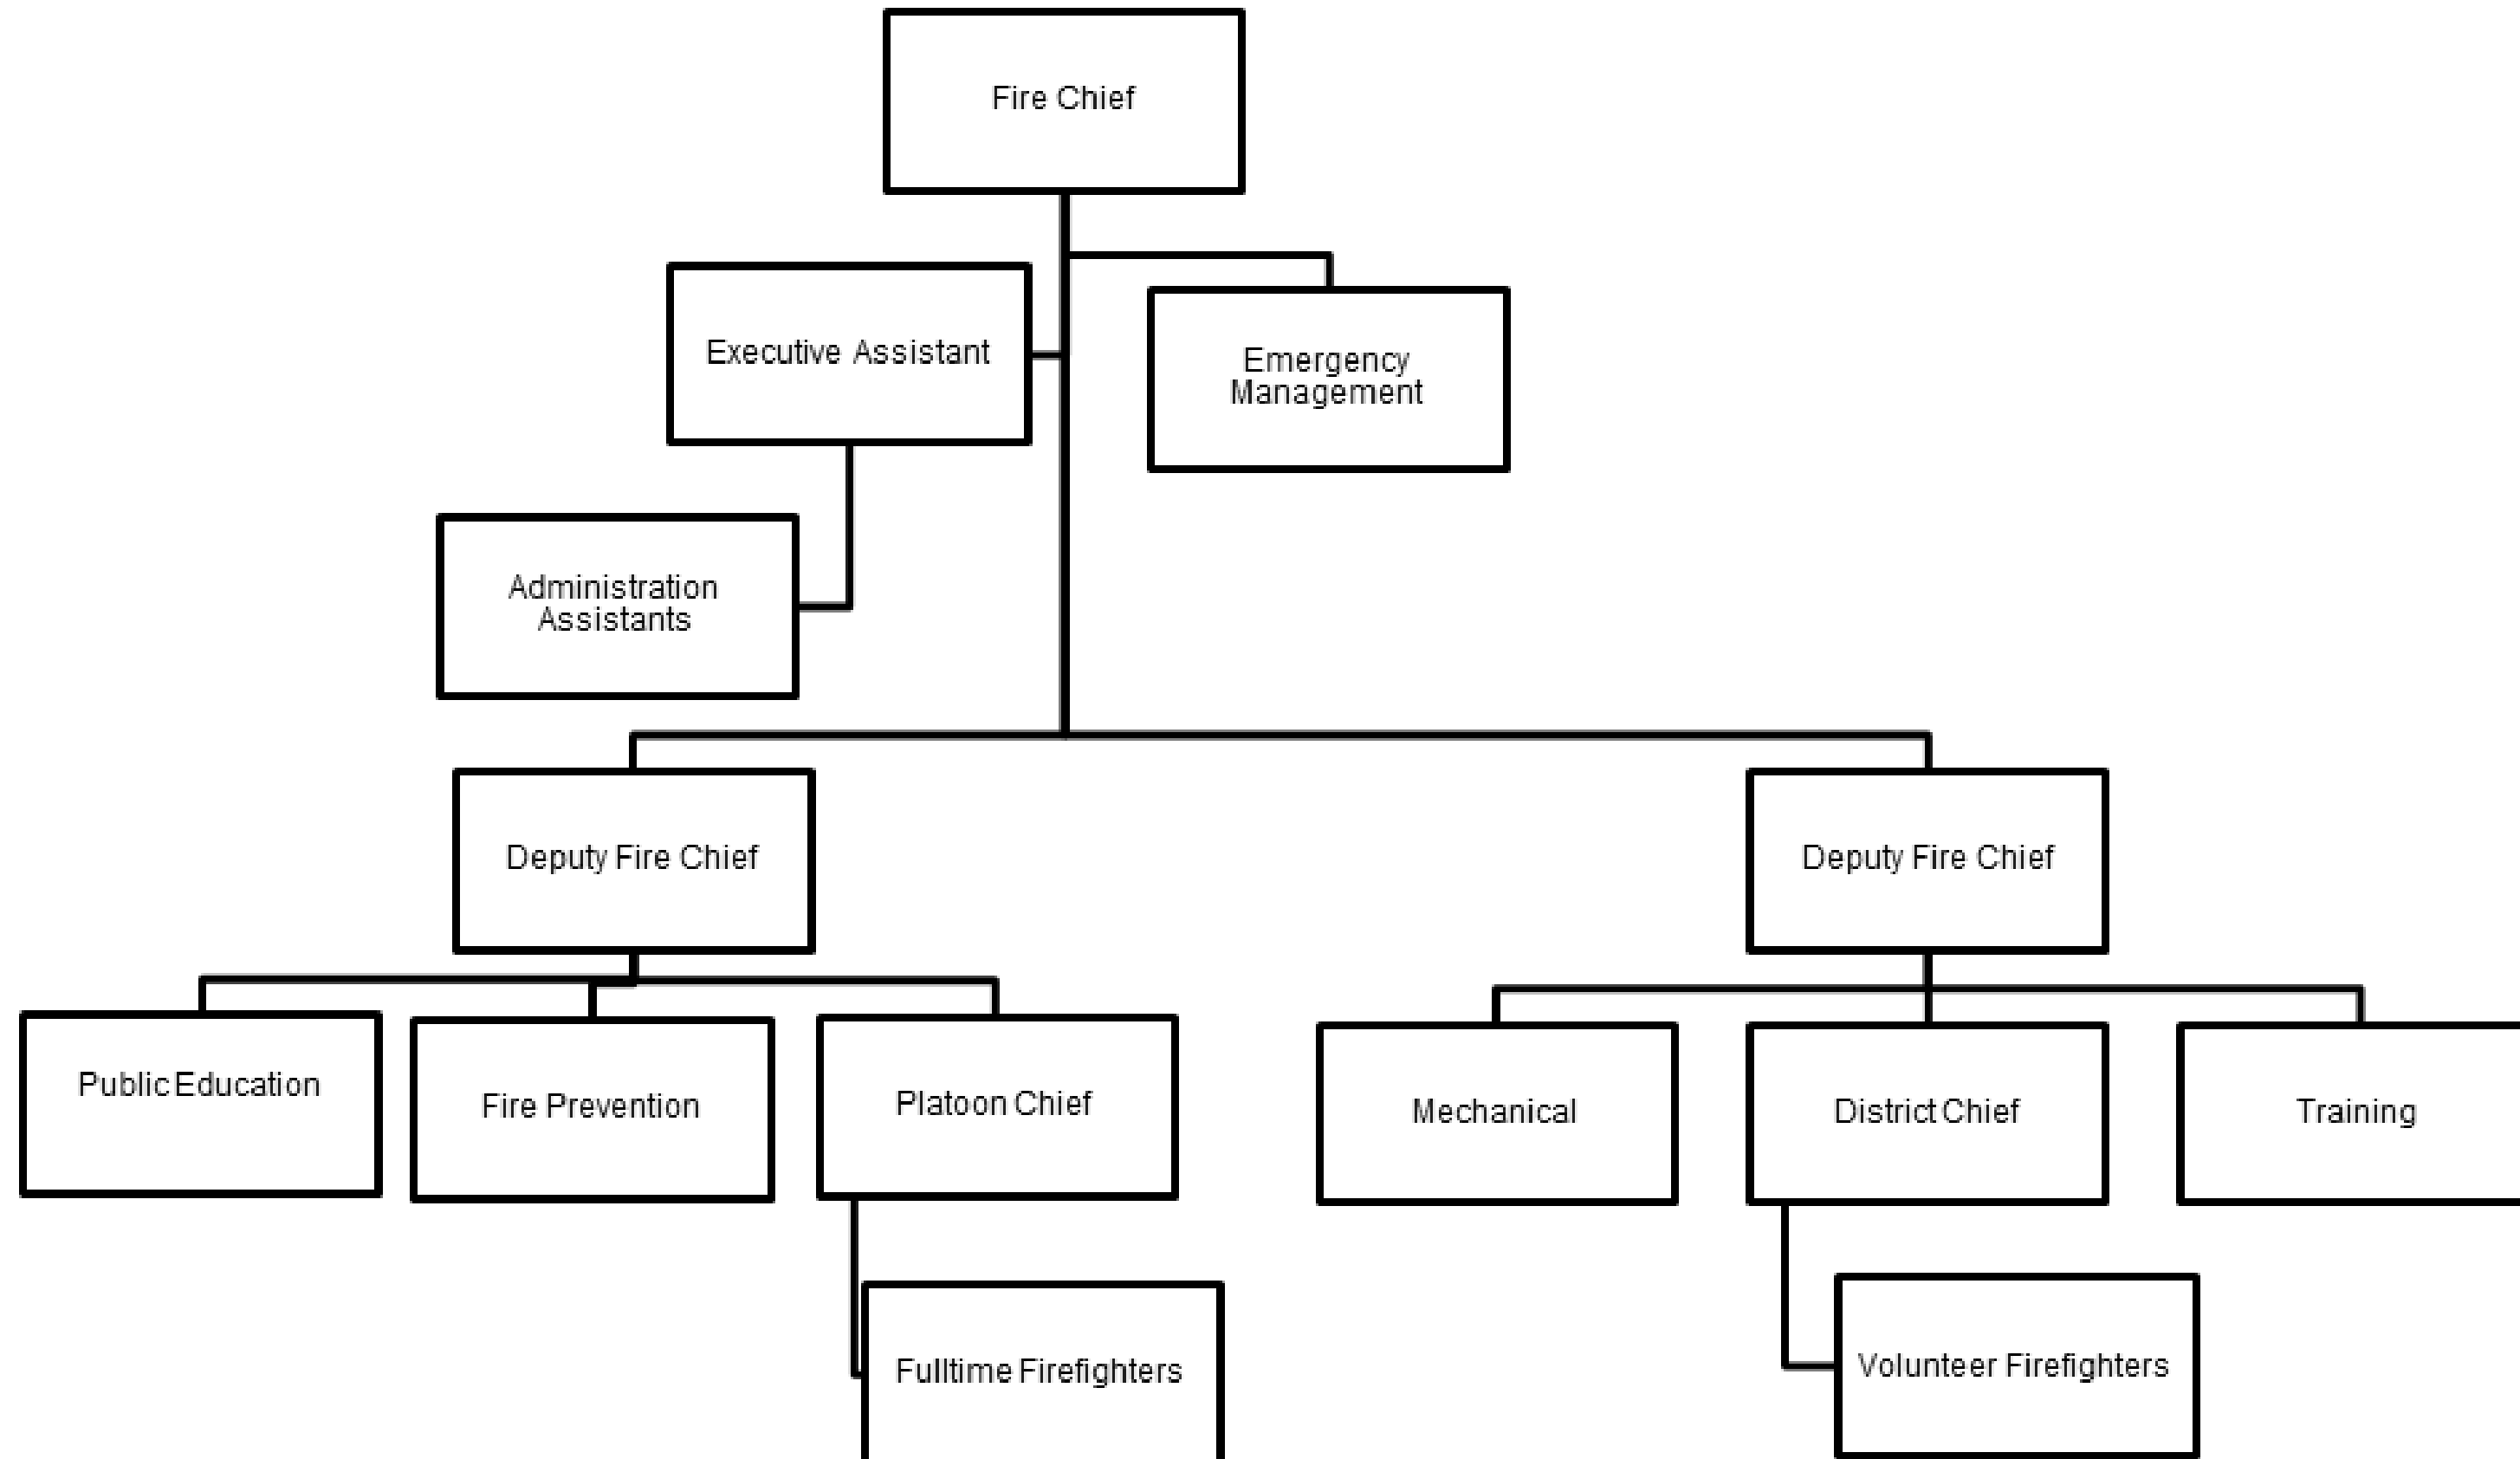 Fire Chief
Executive Assistant
Emergency
Management
Administration
Assistants
Deputy Fire Chief
Deputy Fire Chief
Public Education
Fire Prevention
Platoon Chief
Mechanical
District Chief
Training
Fulltime Firefighters
Volunteer Firefighters